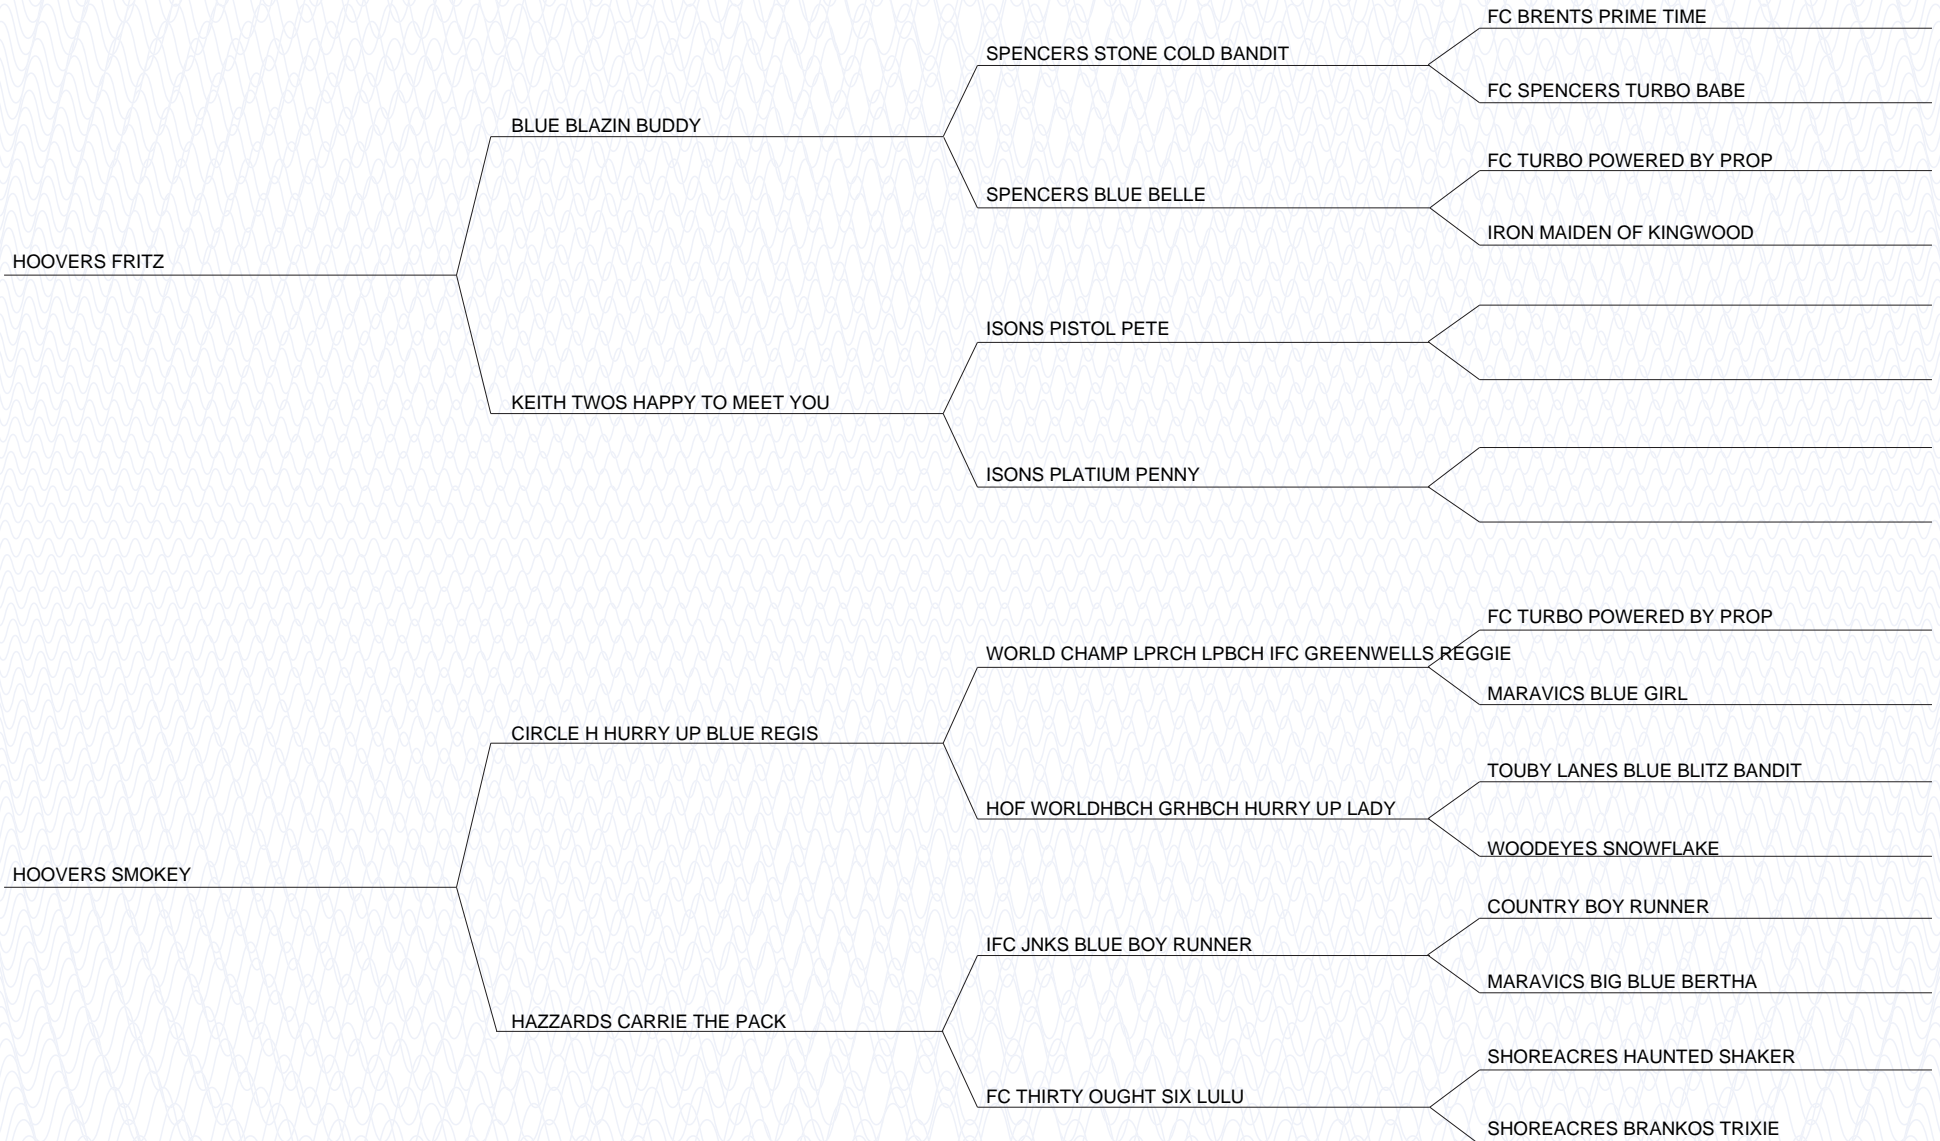 FC BRENTS PRIME TIME
SPENCERS STONE COLD BANDIT
FC SPENCERS TURBO BABE
BLUE BLAZIN BUDDY
FC TURBO POWERED BY PROP
SPENCERS BLUE BELLE
IRON MAIDEN OF KINGWOOD
HOOVERS FRITZ
ISONS PISTOL PETE
KEITH TWOS HAPPY TO MEET YOU
ISONS PLATIUM PENNY
FC TURBO POWERED BY PROP
WORLD CHAMP LPRCH LPBCH IFC GREENWELLS REGGIE
MARAVICS BLUE GIRL
CIRCLE H HURRY UP BLUE REGIS
TOUBY LANES BLUE BLITZ BANDIT
HOF WORLDHBCH GRHBCH HURRY UP LADY
WOODEYES SNOWFLAKE
HOOVERS SMOKEY
COUNTRY BOY RUNNER
IFC JNKS BLUE BOY RUNNER
MARAVICS BIG BLUE BERTHA
HAZZARDS CARRIE THE PACK
SHOREACRES HAUNTED SHAKER
FC THIRTY OUGHT SIX LULU
SHOREACRES BRANKOS TRIXIE